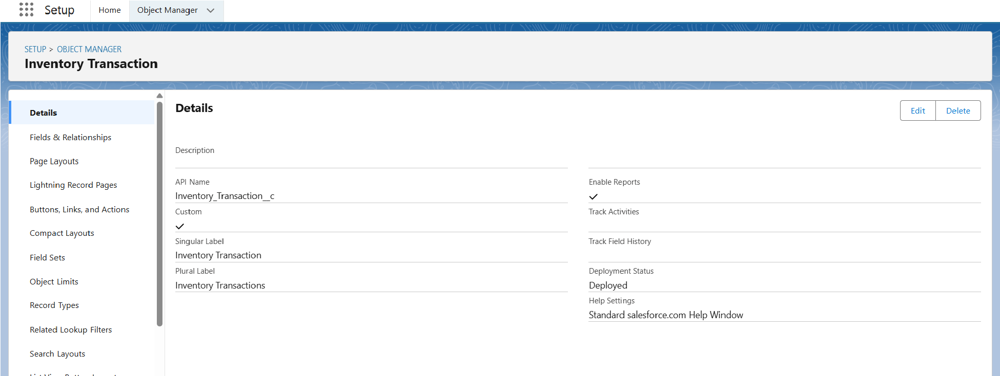 Setup
Home
Object Manager
SETUP > OBJECT MANAGER
Inventory Transaction
Details
Fields & Relationships
Page Layouts
Lightning Record Pages
Buttons, Links, and Actions
Compact Layouts
Field Sets
Object Limits
Record Types
Related Lookup Filters
Search Layouts
Details
Edit
Delete
Description
API Name
Inventory_Transaction__c
Custom
Singular Label
Inventory Transaction
Plural Label
Inventory Transactions
Enable Reports
Track Activities
Track Field History
Deployment Status
Deployed
Help Settings
Standard salesforce.com Help Window